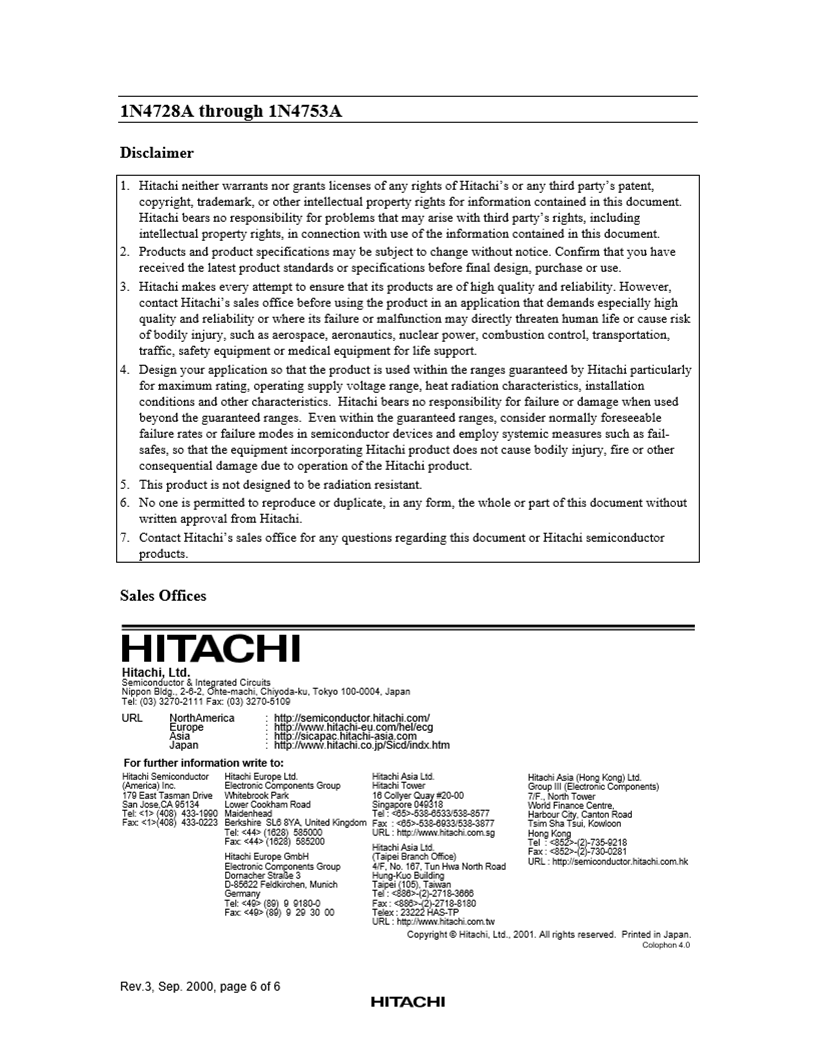 1N4728A through 1N4753A
Disclaimer
1. Hitachi neither warrants nor grants licenses of any rights of Hitachi's or any third party's patent,
copyright, trademark, or other intellectual property rights for information contained in this document.
Hitachi bears no responsibility for problems that may arise with third party's rights, including
intellectual property rights, in connection with use of the information contained in this document.
2. Products and product specifications may be subject to change without notice. Confirm that you have
received the latest product standards or specifications before final design, purchase or use.
3. Hitachi makes every attempt to ensure that its products are of high quality and reliability. However,
contact Hitachi's sales office before using the product in an application that demands especially high
quality and reliability or where its failure or malfunction may directly threaten human life or cause risk
of bodily injury, such as aerospace, aeronautics, nuclear power, combustion control, transportation,
traffic, safety equipment or medical equipment for life support.
4. Design your application so that the product is used within the ranges guaranteed by Hitachi particularly
for maximum rating, operating supply voltage range, heat radiation characteristics, installation
conditions and other characteristics. Hitachi bears no responsibility for failure or damage when used
beyond the guaranteed ranges. Even within the guaranteed ranges, consider normally foreseeable
failure rates or failure modes in semiconductor devices and employ systemic measures such as fail-
safes, so that the equipment incorporating Hitachi product does not cause bodily injury, fire or other
consequential damage due to operation of the Hitachi product.
5. This product is not designed to be radiation resistant.
6. No one is permitted to reproduce or duplicate, in any form, the whole or part of this document without
written approval from Hitachi.
7. Contact Hitachi's sales office for any questions regarding this document or Hitachi semiconductor
products.
Sales Offices
HITACHI
Hitachi, Ltd.
Semiconductor & Integrated Circuits
Nippon Bldg., 2-6-2, Ohte-machi, Chiyoda-ku, Tokyo 100-0004, Japan
Tel: (03) 3270-2111 Fax: (03) 3270-5109
URL NorthAmerica : http://semiconductor.hitachi.com/
Europe : http://www.hitachi-eu.com/hel/ecg
Asia : http://sicapac.hitachi-asia.com
Japan : http://www.hitachi.co.jp/Sicd/indx.htm
For further information write to:
Hitachi Semiconductor
(America) Inc.
179 East Tasman Drive
San Jose,CA 95134
Tel: <1> (408) 433-1990
Fax: <1>(408) 433-0223
Hitachi Europe Ltd.
Electronic Components Group
Whitebrook Park
Lower Cookham Road
Maidenhead
Berkshire SL6 8YA, United Kingdom
Tel: <44> (1628) 585000
Fax: <44> (1628) 585200
Hitachi Europe GmbH
Electronic Components Group
Dornacher Straße 3
D-85622 Feldkirchen, Munich
Germany
Tel: <49> (89) 9 9180-0
Fax: <49> (89) 9 29 30 00
Hitachi Asia Ltd.
Hitachi Tower
16 Collyer Quay #20-00
Singapore 049318
Tel : <65>-538-6533/538-8577
Fax : <65>-538-6933/538-3877
URL : http://www.hitachi.com.sg
Hitachi Asia Ltd.
(Taipei Branch Office)
4/F, No. 167, Tun Hwa North Road
Hung-Kuo Building
Taipei (105), Taiwan
Tel : <886>-(2)-2718-3666
Fax : <886>-(2)-2718-8180
Telex : 23222 HAS-TP
URL : http://www.hitachi.com.tw
Hitachi Asia (Hong Kong) Ltd.
Group III (Electronic Components)
7/F., North Tower
World Finance Centre,
Harbour City, Canton Road
Tsim Sha Tsui, Kowloon
Hong Kong
Tel : <852>-(2)-735-9218
Fax : <852>-(2)-730-0281
URL : http://semiconductor.hitachi.com.hk
Copyright © Hitachi, Ltd., 2001. All rights reserved. Printed in Japan.
Colophon 4.0
Rev.3, Sep. 2000, page 6 of 6
HITACHI